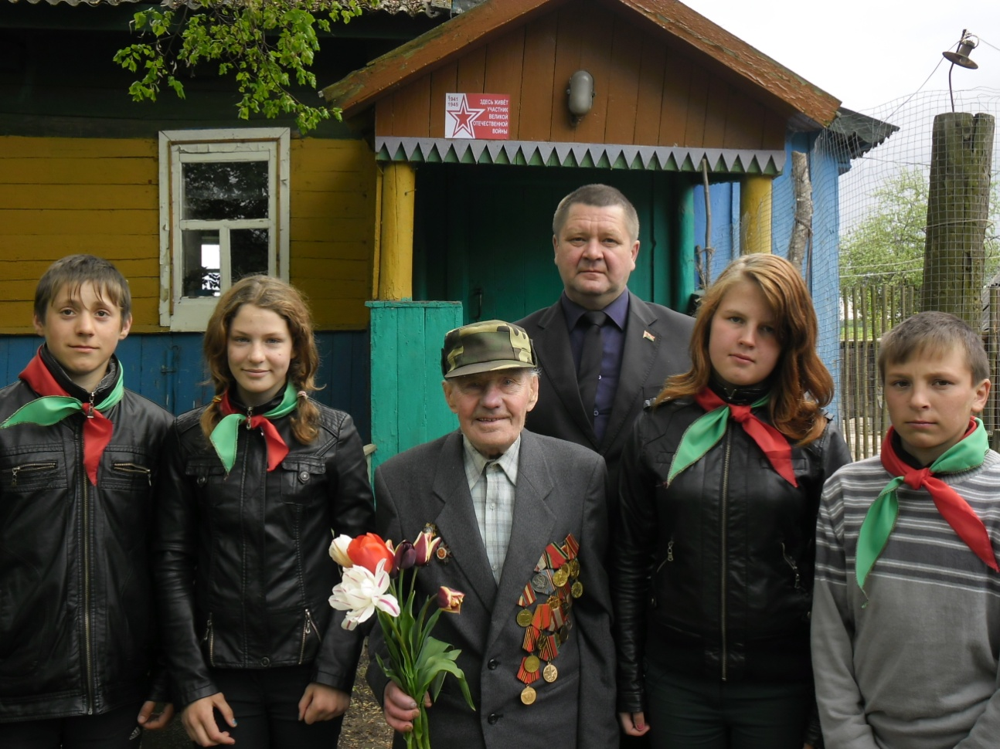 1941
1945
ЗДЕСЬ ЖИВЁТ
УЧАСТНИК
ВЕЛИКОЙ
ОТЕЧЕСТВЕННОЙ
ВОЙНЫ